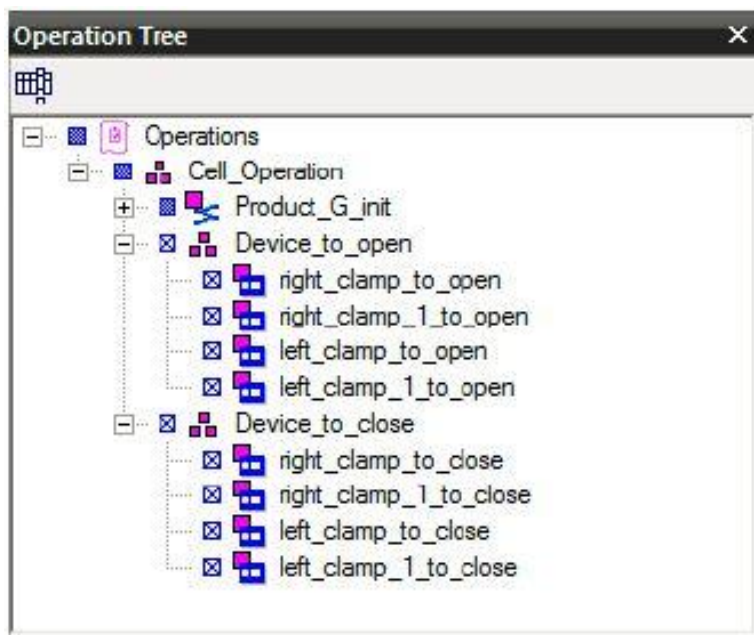 Operation Tree
Operations
Cell_Operation
Product_G_init
Device_to_open
right_clamp_to_open
right_clamp_1_to_open
left_clamp_to_open
left_clamp_1_to_open
Device_to_close
right_clamp_to_close
right_clamp_1_to_close
left_clamp_to_close
left_clamp_1_to_close